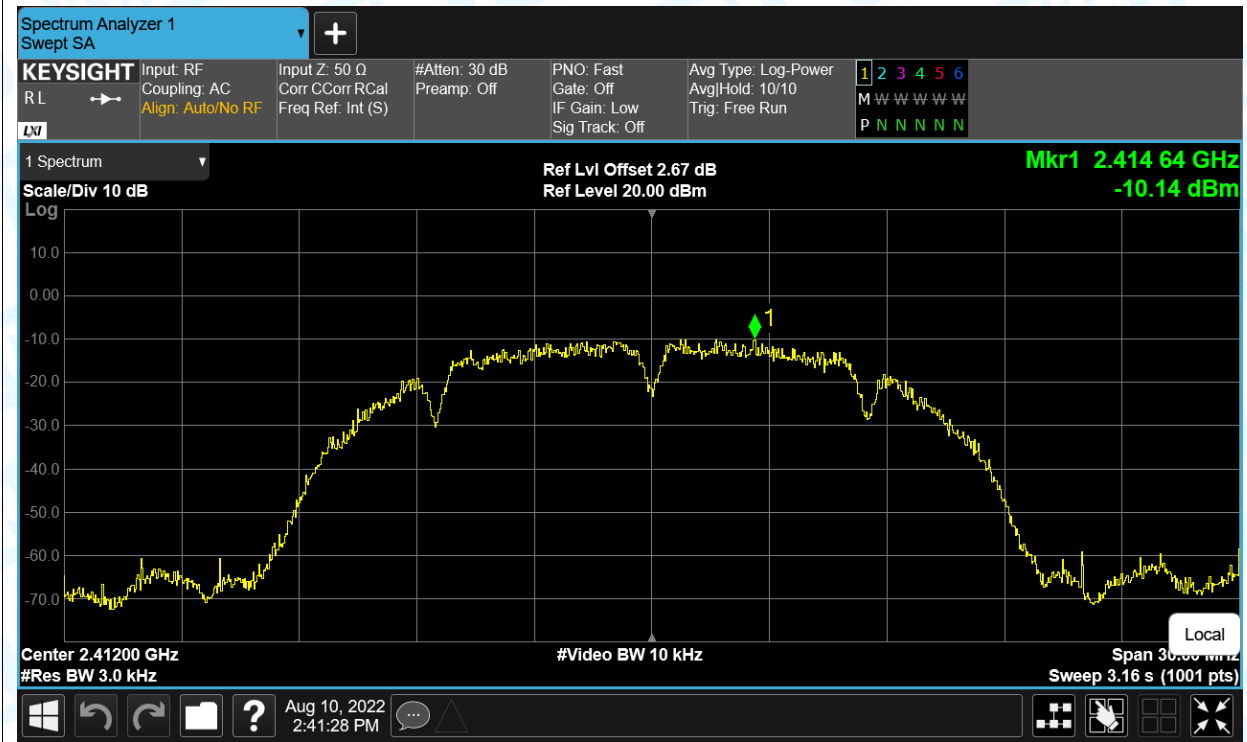 Spectrum Analyzer 1
Swept SA
KEYSIGHT
R L
LXI
Input: RF
Coupling: AC
Align: Auto/No RF
Input Z: 50 Ω
Corr CCorr RCal
Freq Ref: Int (S)
#Atten: 30 dB
Preamp: Off
PNO: Fast
Gate: Off
IF Gain: Low
Sig Track: Off
Avg Type: Log-Power
Avg|Hold: 10/10
Trig: Free Run
1 2 3 4 5 6
M W W W W W W
P N N N N N N
1 Spectrum
Scale/Div 10 dB
Log
Ref Lvl Offset 2.67 dB
Ref Level 20.00 dBm
Mkr1 2.414 64 GHz
-10.14 dBm
10.0
0.00
-10.0
-20.0
-30.0
-40.0
-50.0
-60.0
-70.0
1
Local
Center 2.41200 GHz
#Video BW 10 kHz
Span 30.00 MHz
#Res BW 3.0 kHz
Sweep 3.16 s (1001 pts)
?
Aug 10, 2022
2:41:28 PM